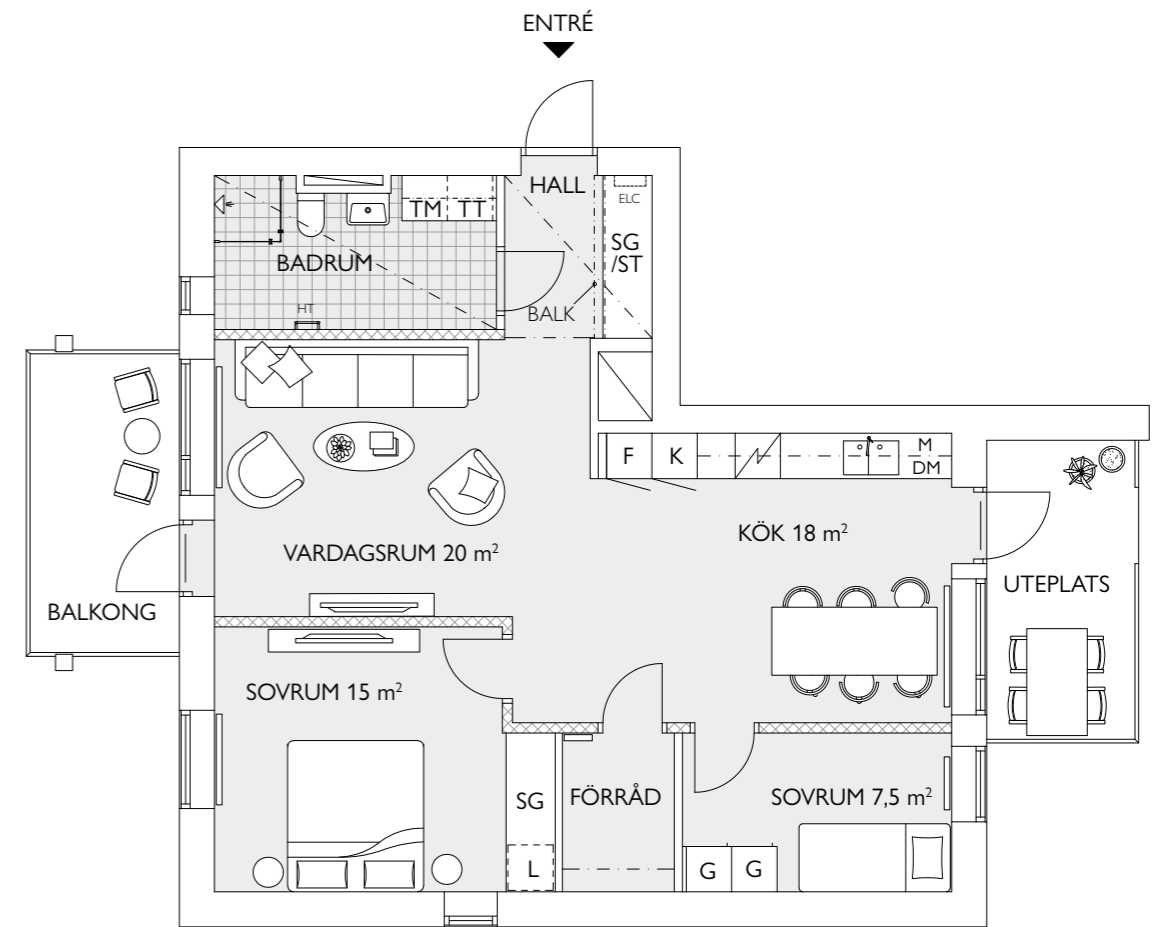 ENTRÉ
HALL
ELC
TM TT
SG
/ST
BADRUM
HT
BALK
F K
M
DM
KÖK 18 m²
VARDAGSRUM 20 m²
UTEPLATS
BALKONG
SOVRUM 15 m²
SG
FÖRRÅD
SOVRUM 7,5 m²
L
G G